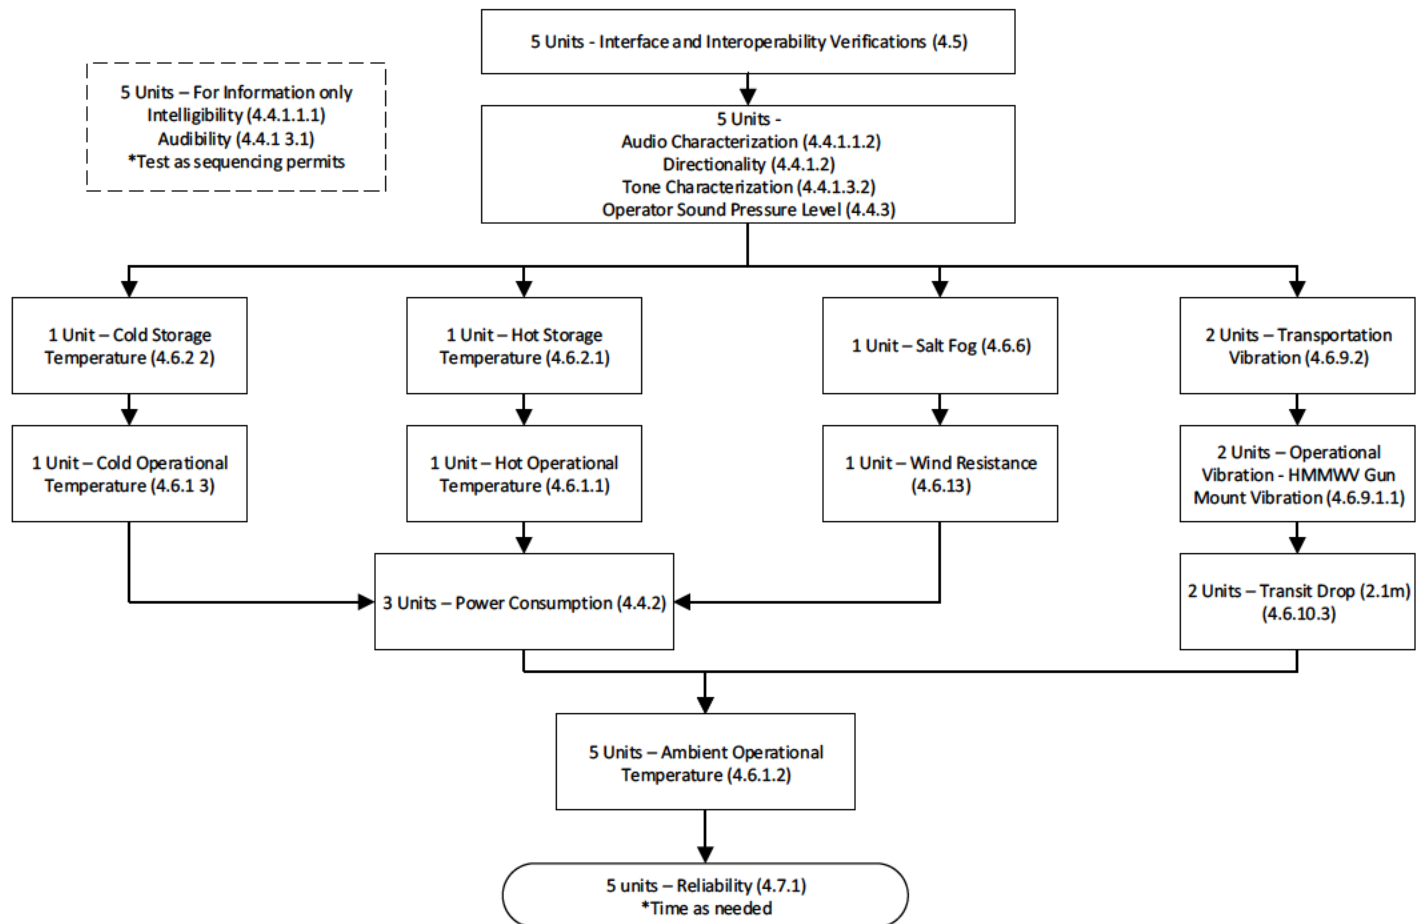 5 Units - Interface and Interoperability Verifications (4.5)
5 Units – For Information only
Intelligibility (4.4.1.1.1)
Audibility (4.4.1 3.1)
*Test as sequencing permits
5 Units -
Audio Characterization (4.4.1.1.2)
Directionality (4.4.1.2)
Tone Characterization (4.4.1.3.2)
Operator Sound Pressure Level (4.4.3)
1 Unit – Cold Storage
Temperature (4.6.2 2)
1 Unit – Hot Storage
Temperature (4.6.2.1)
1 Unit – Salt Fog (4.6.6)
2 Units – Transportation
Vibration (4.6.9.2)
1 Unit – Cold Operational
Temperature (4.6.1 3)
1 Unit – Hot Operational
Temperature (4.6.1.1)
1 Unit – Wind Resistance
(4.6.13)
2 Units – Operational
Vibration - HMMWV Gun
Mount Vibration (4.6.9.1.1)
3 Units – Power Consumption (4.4.2)
2 Units – Transit Drop (2.1m)
(4.6.10.3)
5 Units – Ambient Operational
Temperature (4.6.1.2)
5 units – Reliability (4.7.1)
*Time as needed